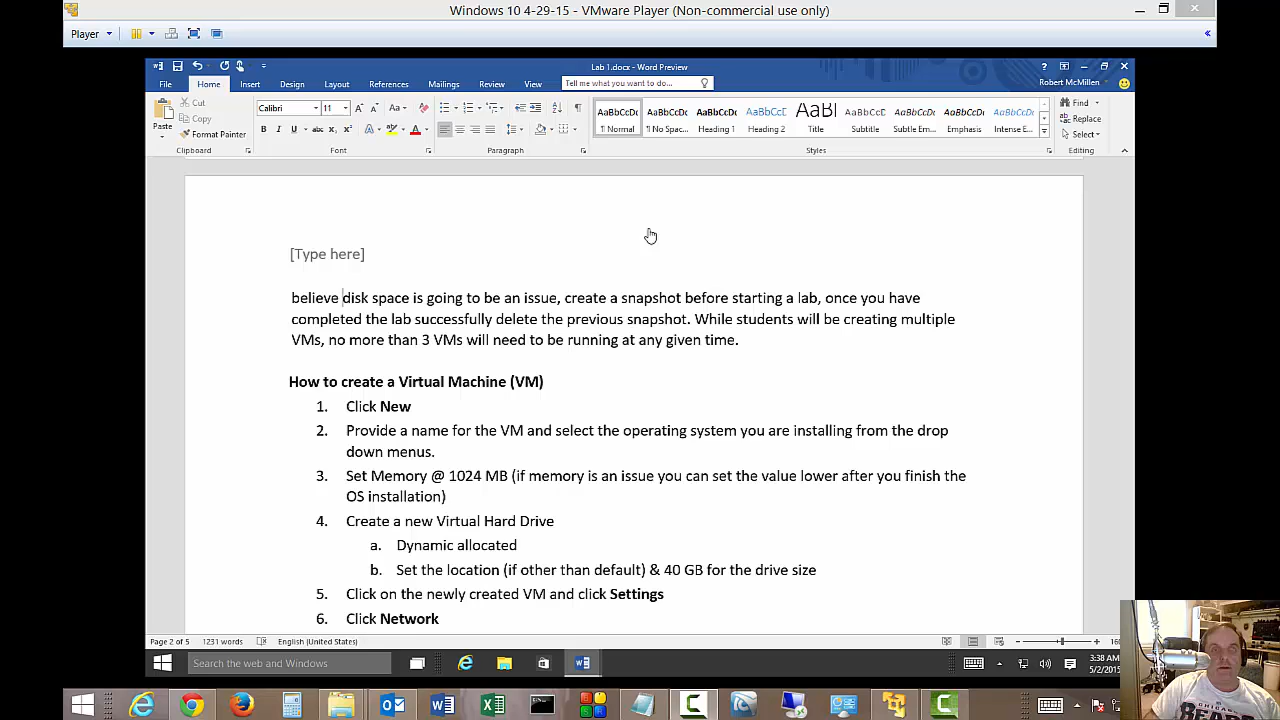 Windows 10 4-29-15 - VMware Player (Non-commercial use only)
Player
Lab 1.docx - Word Preview
File Home Insert Design Layout References Mailings Review View Tell me what you want to do... Robert McMillen
Paste Cut Copy Format Painter
Calibri 11
Clipboard Font Paragraph Styles Editing
AaBbCcDc AaBbCcDc AaBbCcDc AaBbCcDc AaBl AaBbCcDc AaBbCcDc AaBbCcDc AaBbCcDc
¶ Normal ¶ No Spac... Heading 1 Heading 2 Title Subtitle Subtle Em... Emphasis Intense E...
Find Replace Select
[Type here]
believe disk space is going to be an issue, create a snapshot before starting a lab, once you have
completed the lab successfully delete the previous snapshot. While students will be creating multiple
VMs, no more than 3 VMs will need to be running at any given time.
How to create a Virtual Machine (VM)
1. Click New
2. Provide a name for the VM and select the operating system you are installing from the drop
down menus.
3. Set Memory @ 1024 MB (if memory is an issue you can set the value lower after you finish the
OS installation)
4. Create a new Virtual Hard Drive
a. Dynamic allocated
b. Set the location (if other than default) & 40 GB for the drive size
5. Click on the newly created VM and click Settings
6. Click Network
Page 2 of 5 1231 words English (United States)
Search the web and Windows
3:38 AM
5/2/2015